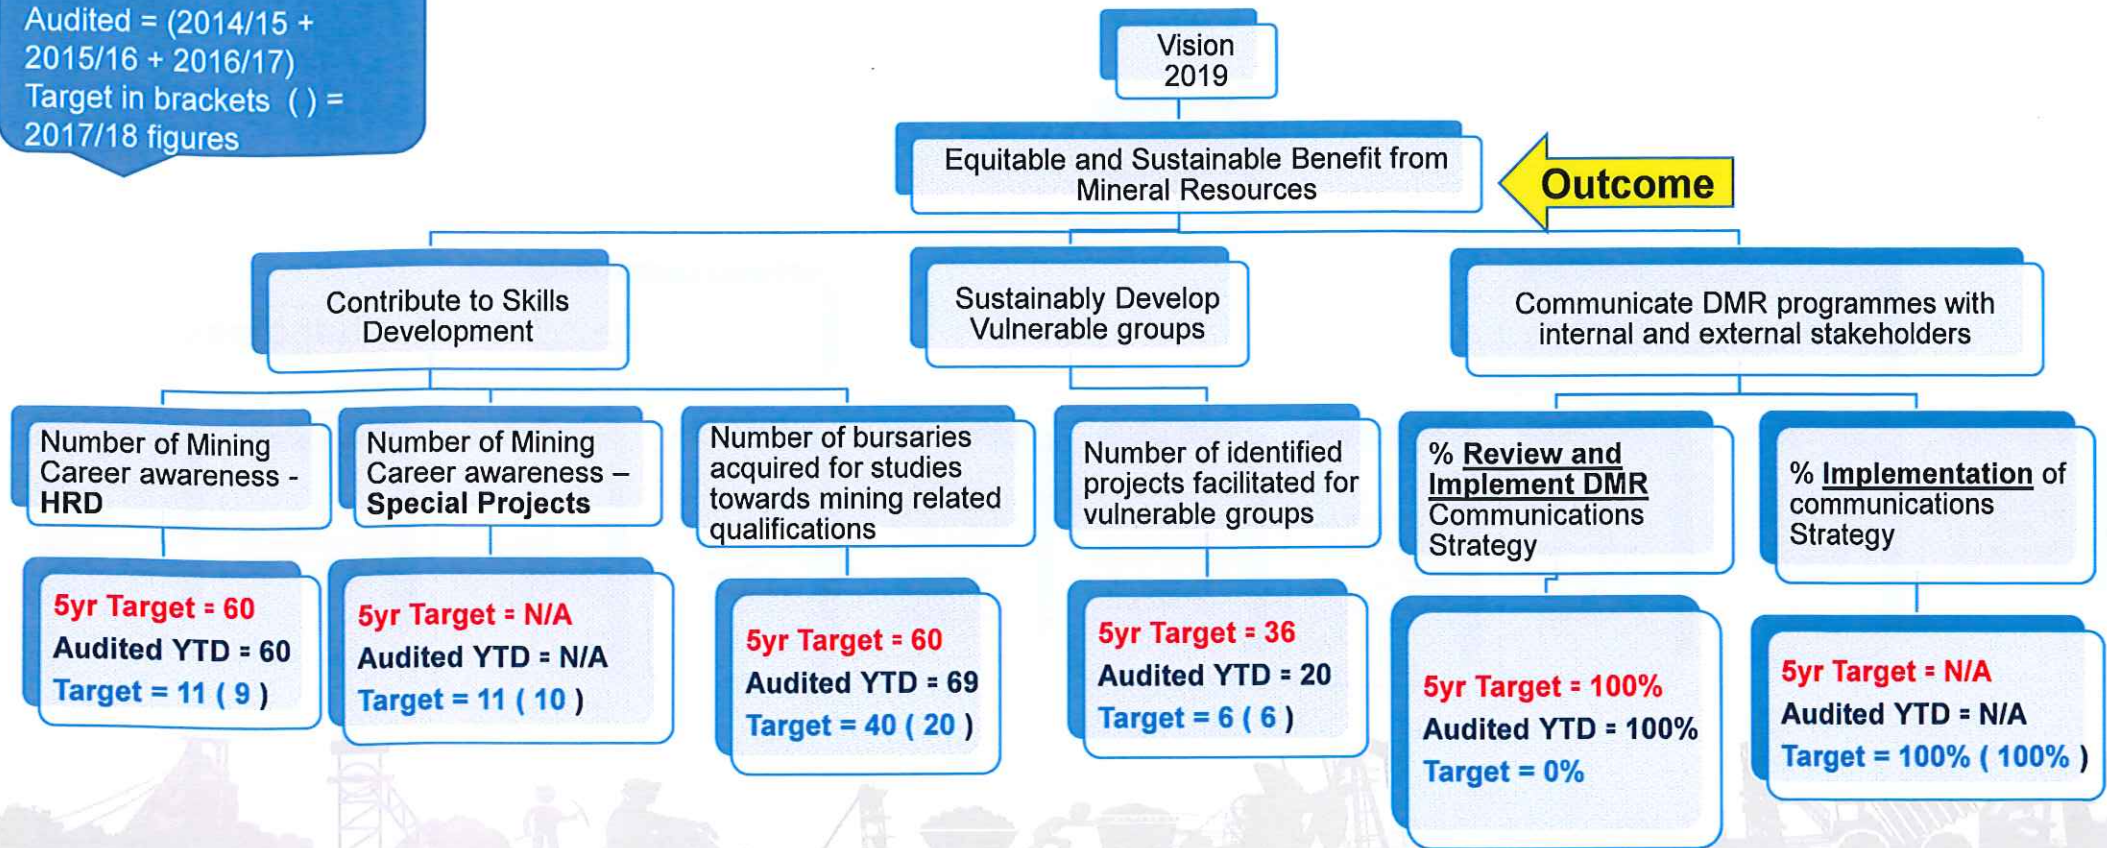 Audited = (2014/15 +
2015/16 + 2016/17)
Target in brackets ( ) =
2017/18 figures
Vision
2019
Equitable and Sustainable Benefit from
Mineral Resources
Outcome
Contribute to Skills
Development
Sustainably Develop
Vulnerable groups
Communicate DMR programmes with
internal and external stakeholders
Number of Mining
Career awareness -
HRD
Number of Mining
Career awareness –
Special Projects
Number of bursaries
acquired for studies
towards mining related
qualifications
Number of identified
projects facilitated for
vulnerable groups
% Review and
Implement DMR
Communications
Strategy
% Implementation of
communications
Strategy
5yr Target = 60
Audited YTD = 60
Target = 11 ( 9 )
5yr Target = N/A
Audited YTD = N/A
Target = 11 ( 10 )
5yr Target = 60
Audited YTD = 69
Target = 40 ( 20 )
5yr Target = 36
Audited YTD = 20
Target = 6 ( 6 )
5yr Target = 100%
Audited YTD = 100%
Target = 0%
5yr Target = N/A
Audited YTD = N/A
Target = 100% ( 100% )